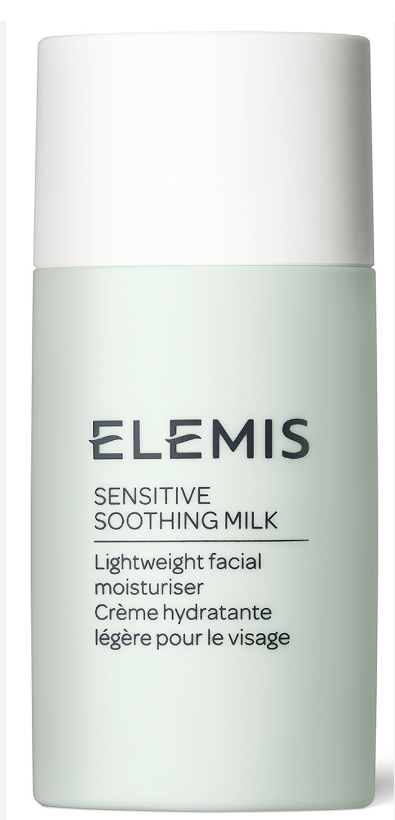 ELEMIS
SENSITIVE
SOOTHING MILK
Lightweight facial
moisturiser
Crème hydratante
légère pour le visage